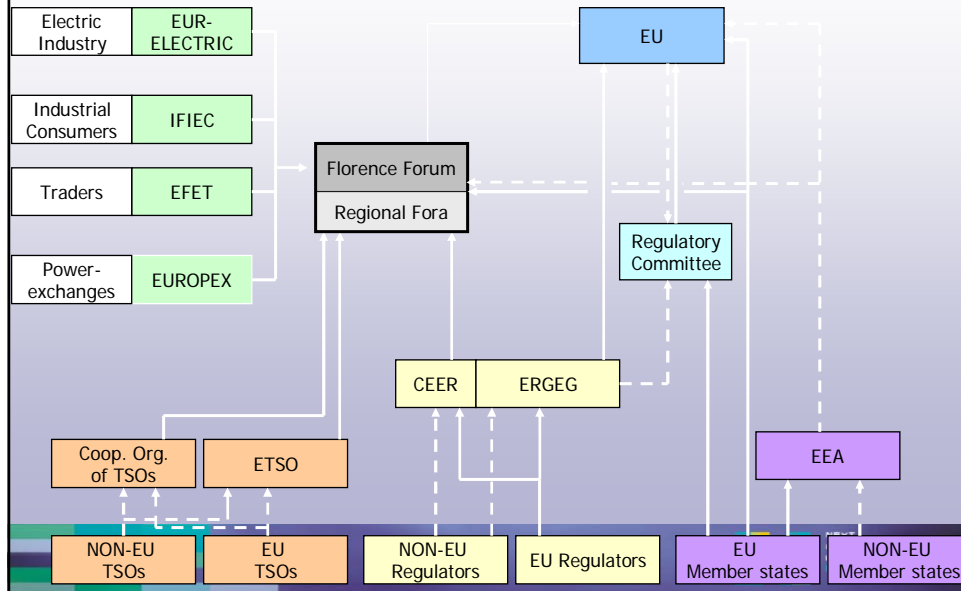 Electric
Industry
EUR-
ELECTRIC
EU
Industrial
Consumers
IFIEC
Florence Forum
Traders
EFET
Regional Fora
Regulatory
Committee
Power-
exchanges
EUROPEX
CEER
ERGEG
Coop. Org.
of TSOs
ETSO
EEA
NON-EU
TSOs
EU
TSOs
NON-EU
Regulators
EU Regulators
EU
Member states
NON-EU
Member states